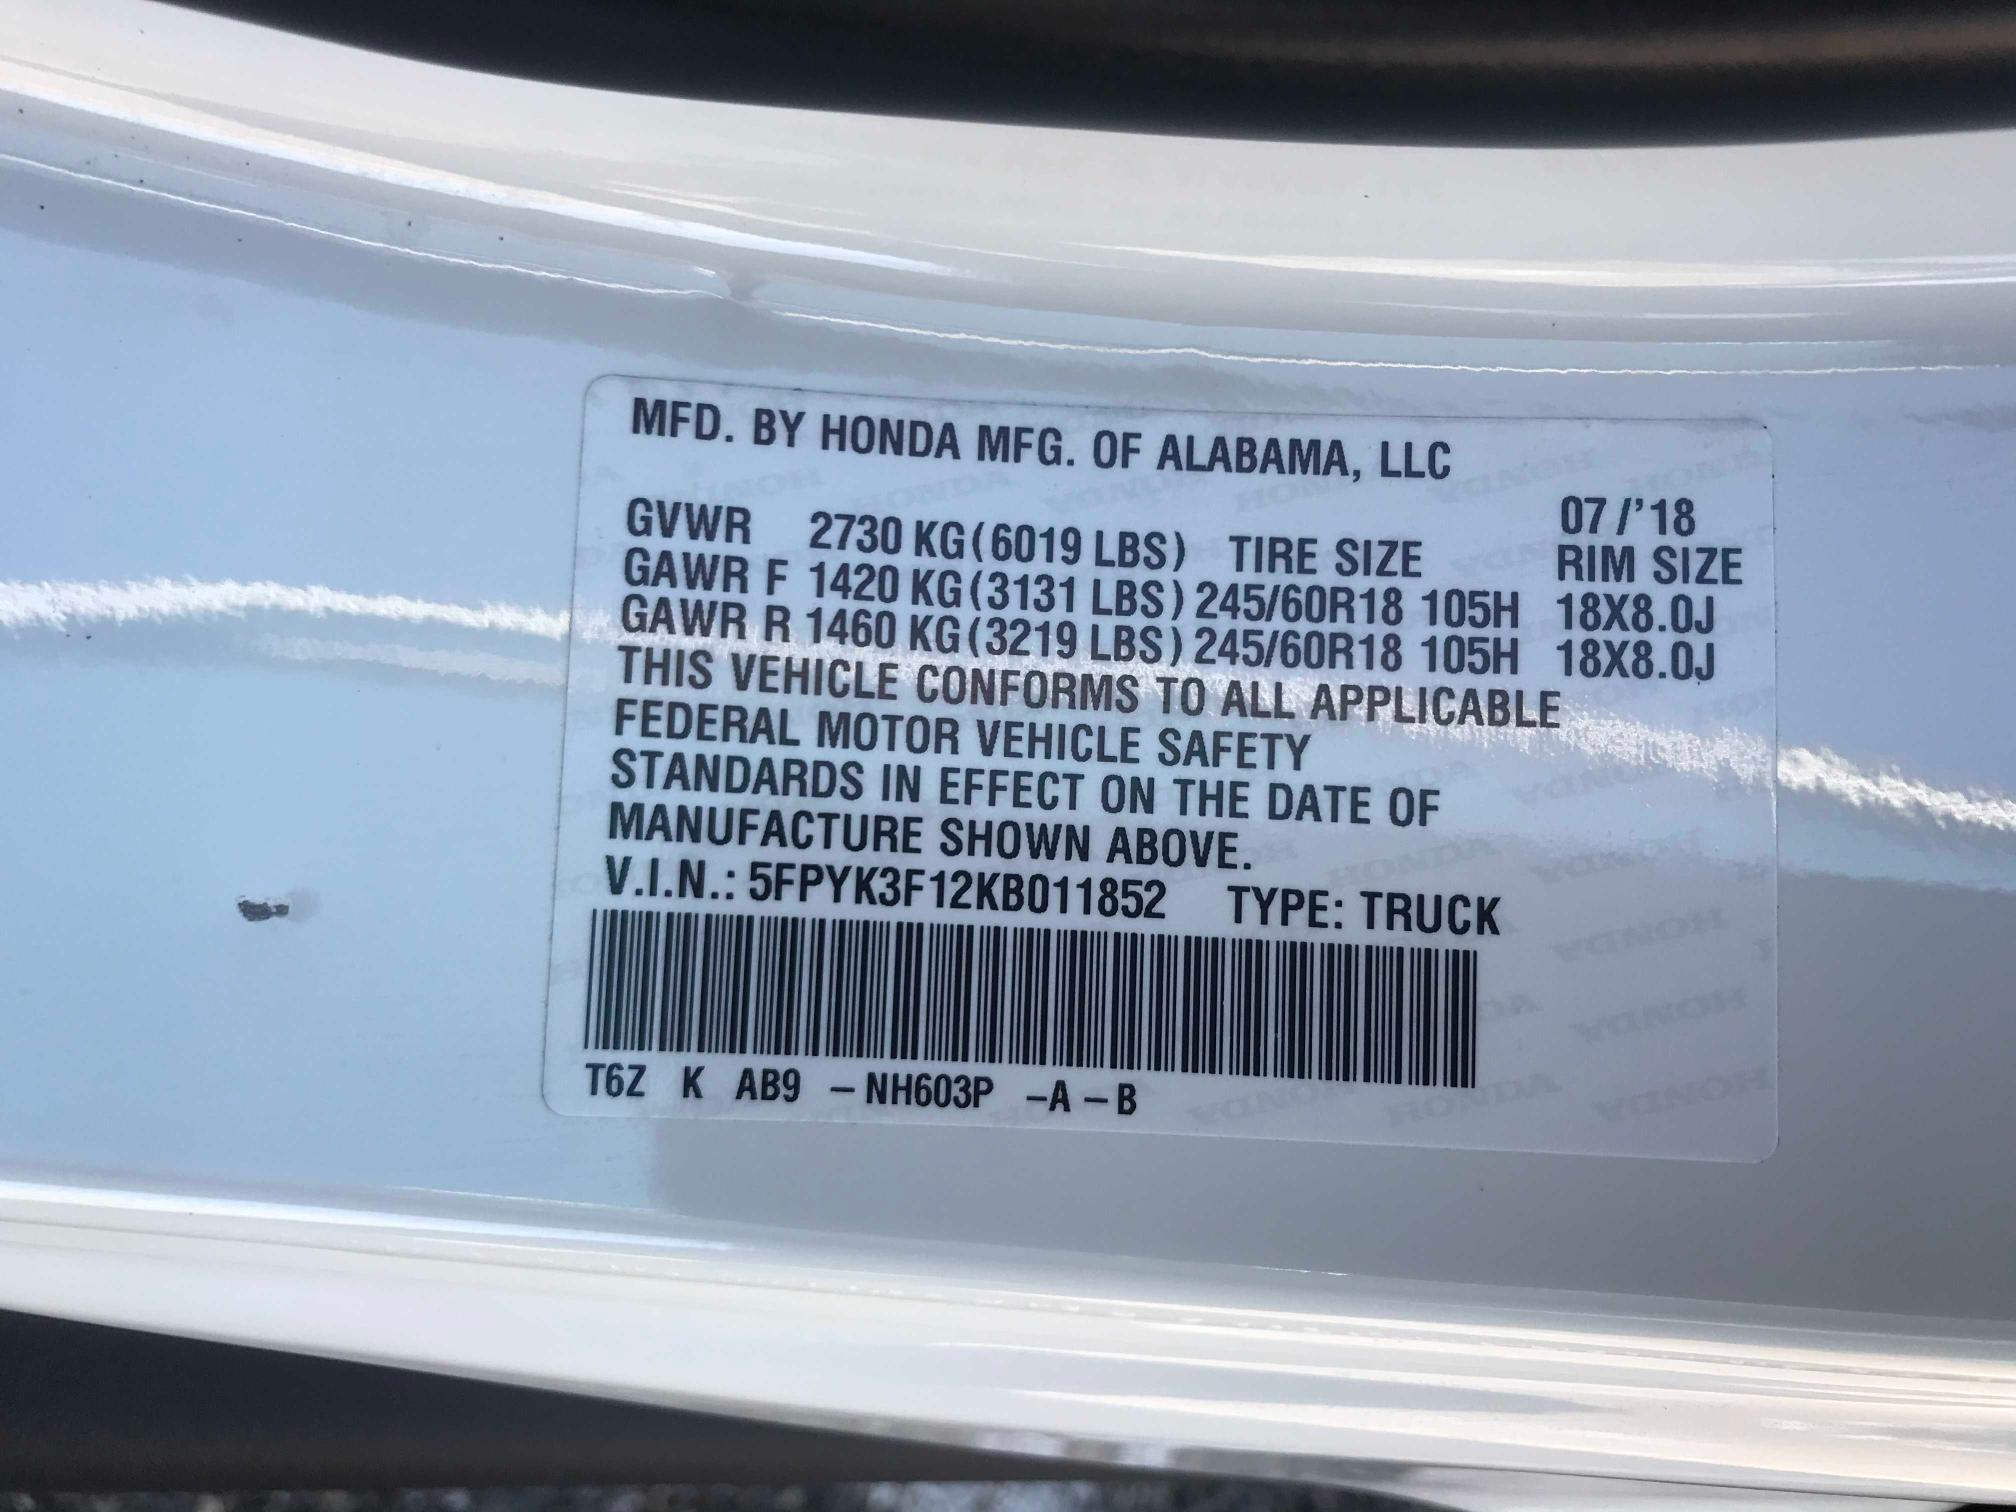 MFD. BY HONDA MFG. OF ALABAMA, LLC
07/'18
GVWR 2730 KG(6019 LBS) TIRE SIZE RIM SIZE
GAWR F 1420 KG(3131 LBS) 245/60R18 105H 18X8.0J
GAWR R 1460 KG(3219 LBS) 245/60R18 105H 18X8.0J
THIS VEHICLE CONFORMS TO ALL APPLICABLE
FEDERAL MOTOR VEHICLE SAFETY
STANDARDS IN EFFECT ON THE DATE OF
MANUFACTURE SHOWN ABOVE.
V.I.N.: 5FPYK3F12KB011852 TYPE: TRUCK
T6Z K AB9 –NH603P –A –B